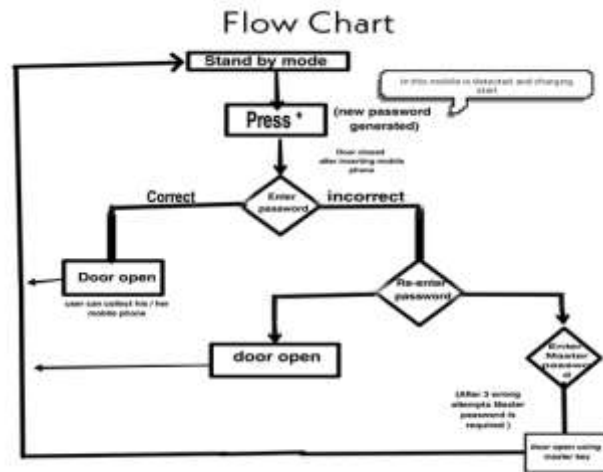 Flow Chart
Stand by mode
in this mobile is detected and changing
start
Press *
(new password
generated)
Door closed
after inserting mobile
phone
Correct
Enter
password
incorrect
Door open
user can collect his / her
mobile phone
Re-enter
password
door open
Enter
Master
passwor
d
(After 3 wrong
attempts Master
password is
required )
Door open using
master key